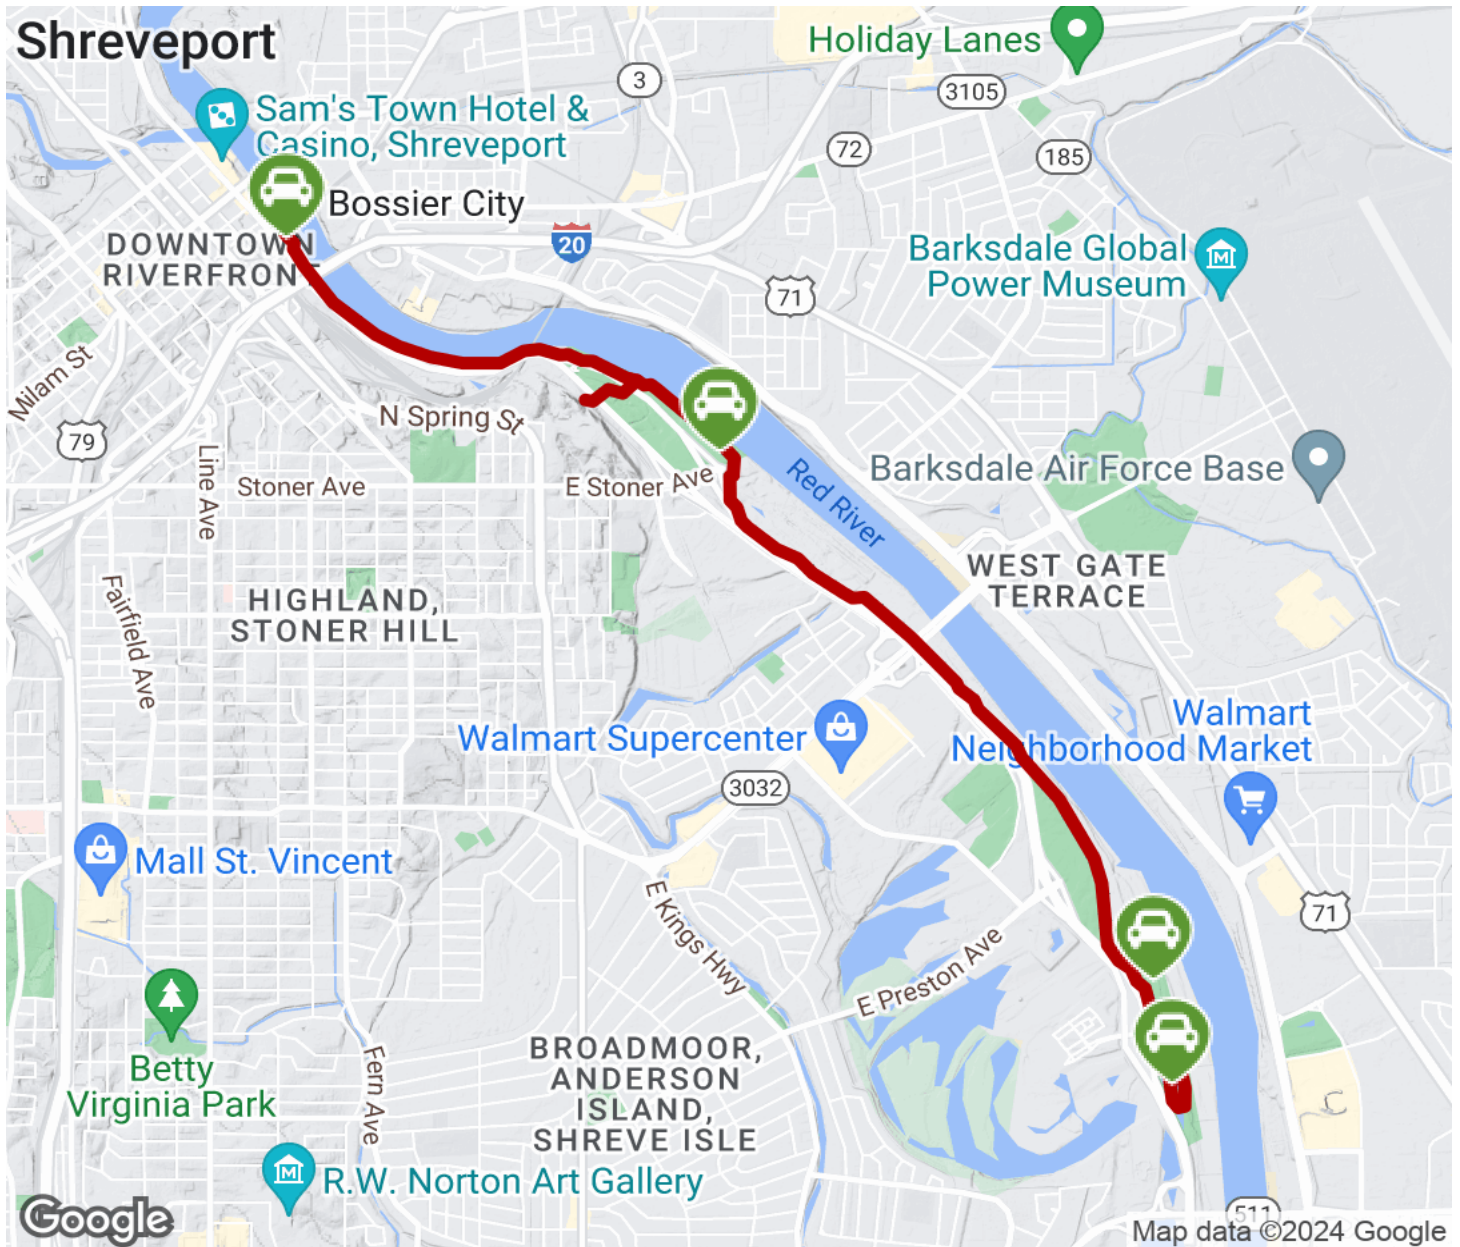 Shreveport
Holiday Lanes
3
3105
Sam's Town Hotel &
Casino, Shreveport
72
185
Bossier City
DOWNTOWN
RIVERFRONT
20
Barksdale Global
Power Museum
71
Milam St
79
N Spring St
Line Ave
Stoner Ave
E Stoner Ave
Red River
Barksdale Air Force Base
WEST GATE
TERRACE
Fairfield Ave
HIGHLAND,
STONER HILL
Walmart Supercenter
Walmart
Neighborhood Market
3032
Mall St. Vincent
E Kings Hwy
E Preston Ave
71
Betty
Virginia Park
Fern Ave
BROADMOOR,
ANDERSON
ISLAND,
SHREVE ISLE
R.W. Norton Art Gallery
511
Google
Map data ©2024 Google